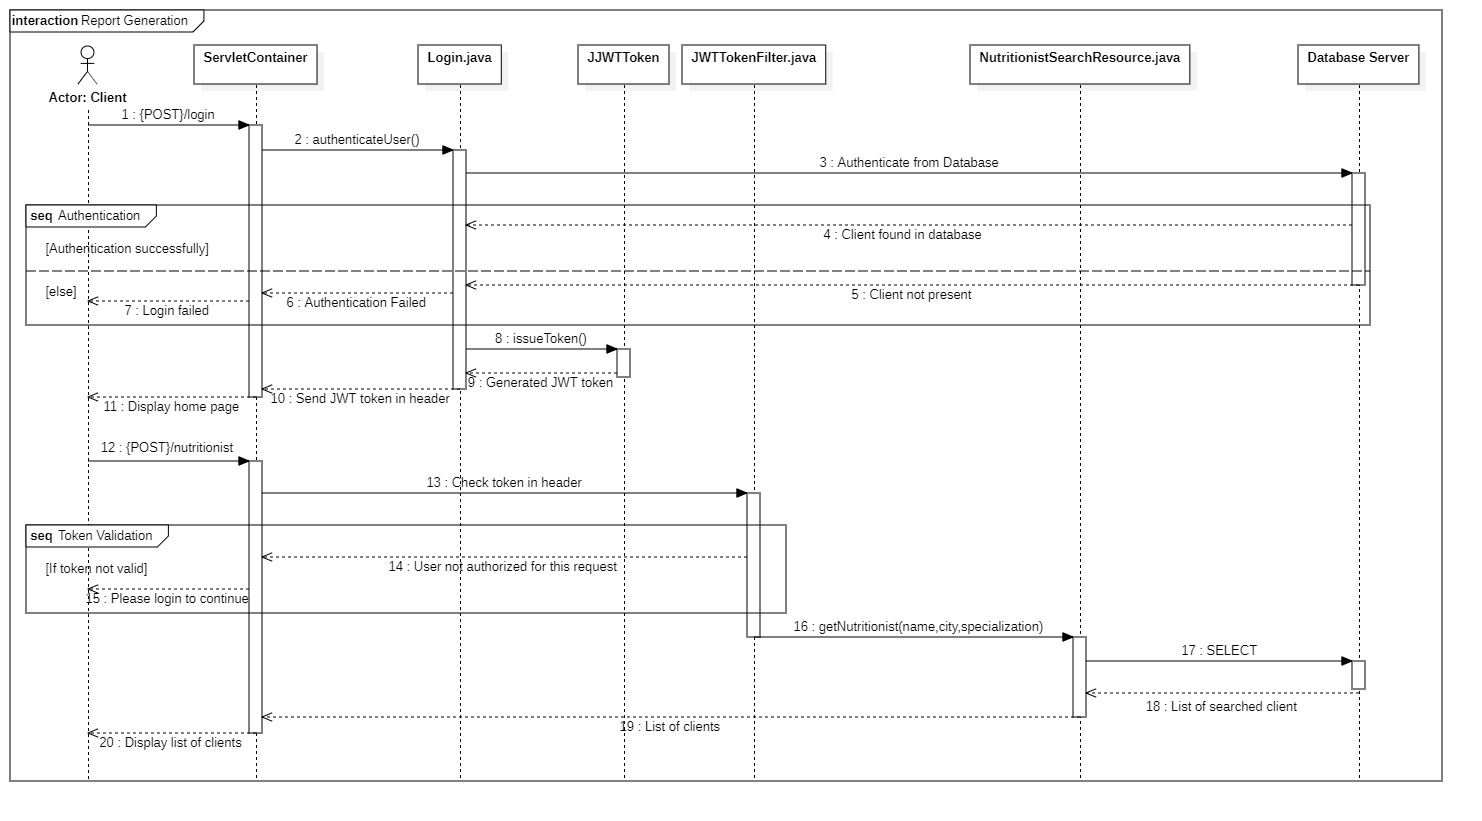 interaction Report Generation
Actor: Client
ServletContainer
Login.java
JJWTToken
JWTTokenFilter.java
NutritionistSearchResource.java
Database Server
1 : {POST}/login
2 : authenticateUser()
3 : Authenticate from Database
seq Authentication
4 : Client found in database
[Authentication successfully]
[else]
5 : Client not present
6 : Authentication Failed
7 : Login failed
8 : issueToken()
9 : Generated JWT token
10 : Send JWT token in header
11 : Display home page
12 : {POST}/nutritionist
13 : Check token in header
seq Token Validation
14 : User not authorized for this request
[If token not valid]
15 : Please login to continue
16 : getNutritionist(name,city,specialization)
17 : SELECT
18 : List of searched client
19 : List of clients
20 : Display list of clients